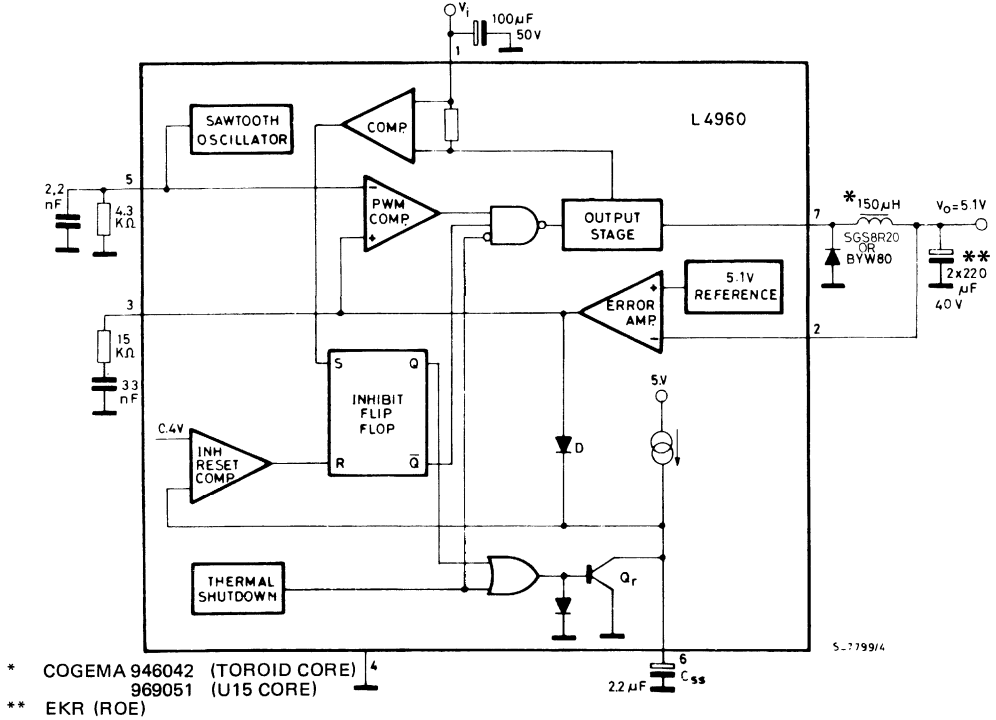 Vi
100µF
50V
1
SAWTOOTH
OSCILLATOR
COMP.
L4960
5
2,2
nF
4.3
KΩ
-
PWM
COMP.
+
OUTPUT
STAGE
7
* 150µH
Vo=5.1V
SGS8R20
OR
BYW80
**
2x220
µF
40V
5.1V
REFERENCE
+
ERROR
AMP.
-
3
2
15
KΩ
33
nF
S Q
INHIBIT
FLIP
FLOP
R Q̅
5.V
D
C.4V
INH
RESET
COMP.
THERMAL
SHUTDOWN
Qr
S-7799/4
4
6
Css
2.2µF
* COGEMA 946042 (TOROID CORE)
969051 (U15 CORE)
** EKR (ROE)